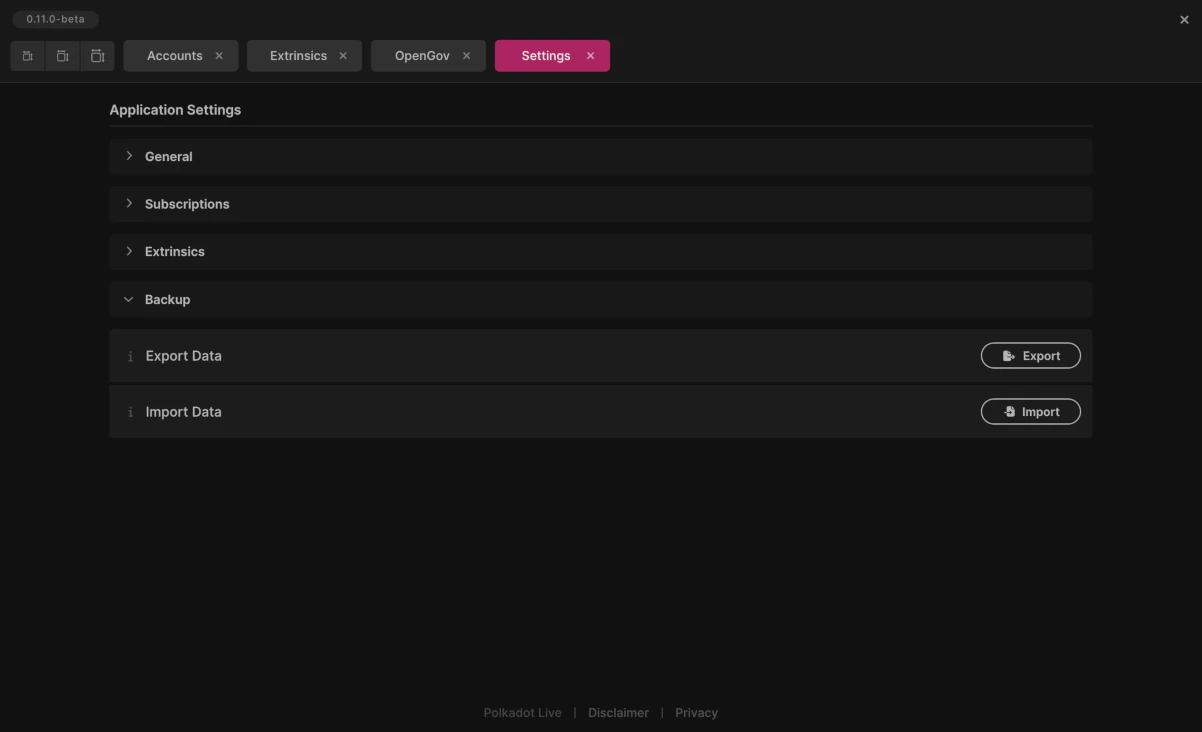 0.11.0-beta
Accounts Extrinsics OpenGov Settings
Application Settings
General
Subscriptions
Extrinsics
Backup
Export Data Export
Import Data Import
Polkadot Live | Disclaimer | Privacy